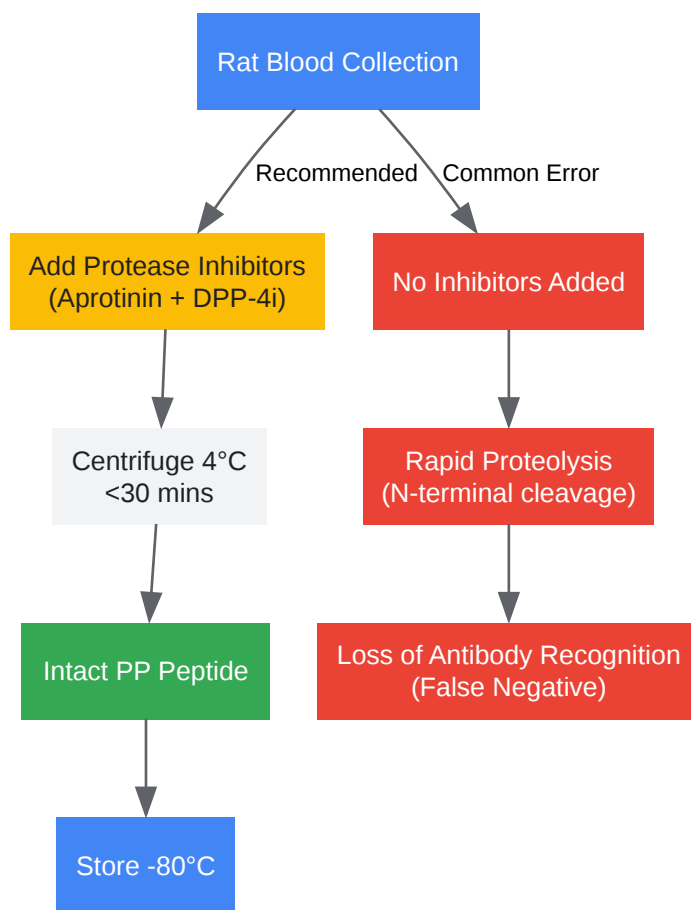 Rat Blood Collection
Recommended
Common Error
Add Protease Inhibitors
(Aprotinin + DPP-4i)
No Inhibitors Added
Centrifuge 4°C
<30 mins
Rapid Proteolysis
(N-terminal cleavage)
Intact PP Peptide
Loss of Antibody Recognition
(False Negative)
Store -80°C